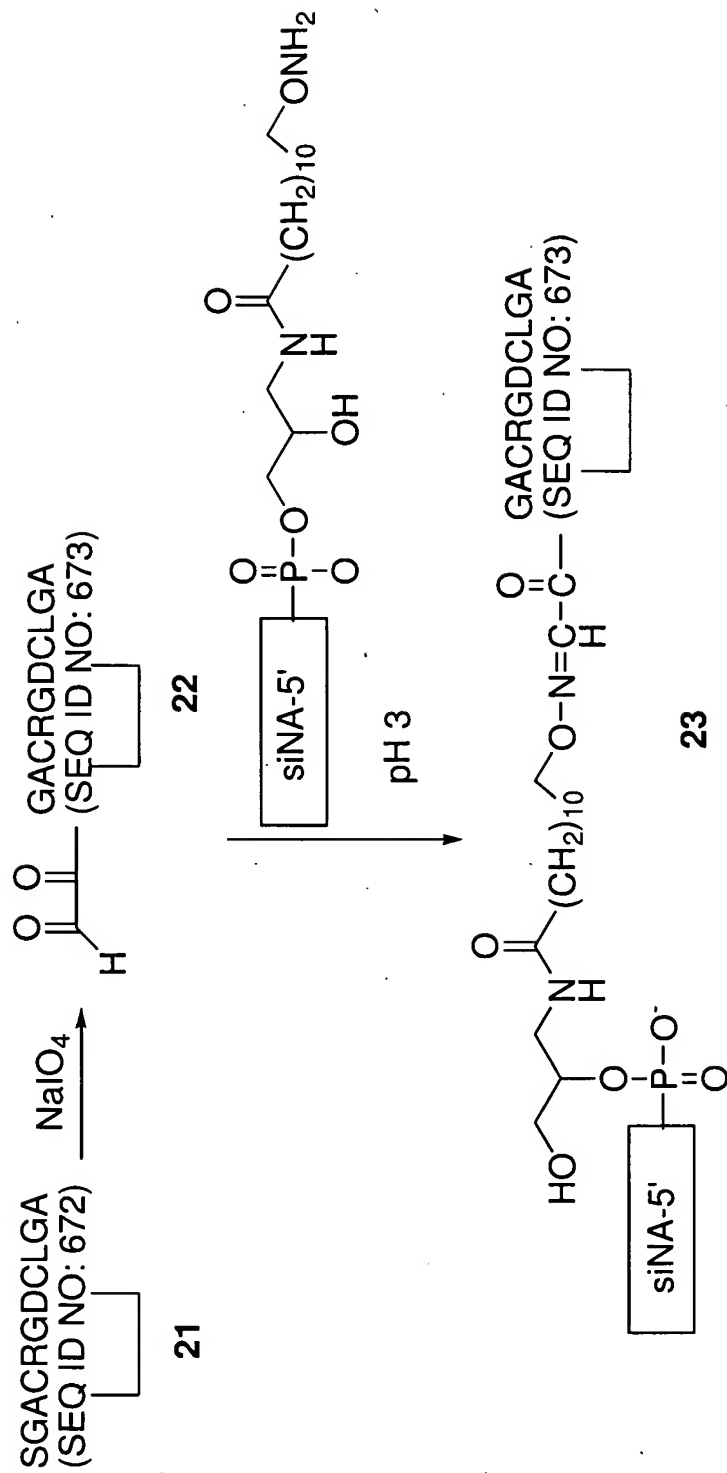 SGACRGDCLGA
(SEQ ID NO: 672)
21
NaIO4
O O
H
GACRGDCLGA
(SEQ ID NO: 673)
22
siNA-5'
O=P-O
O
OH
N
H
O
(CH2)10
ONH2
pH 3
HO
siNA-5'
O-P-O-
O
N
H
O
(CH2)10
O-N=C-C
H
O
GACRGDCLGA
(SEQ ID NO: 673)
23